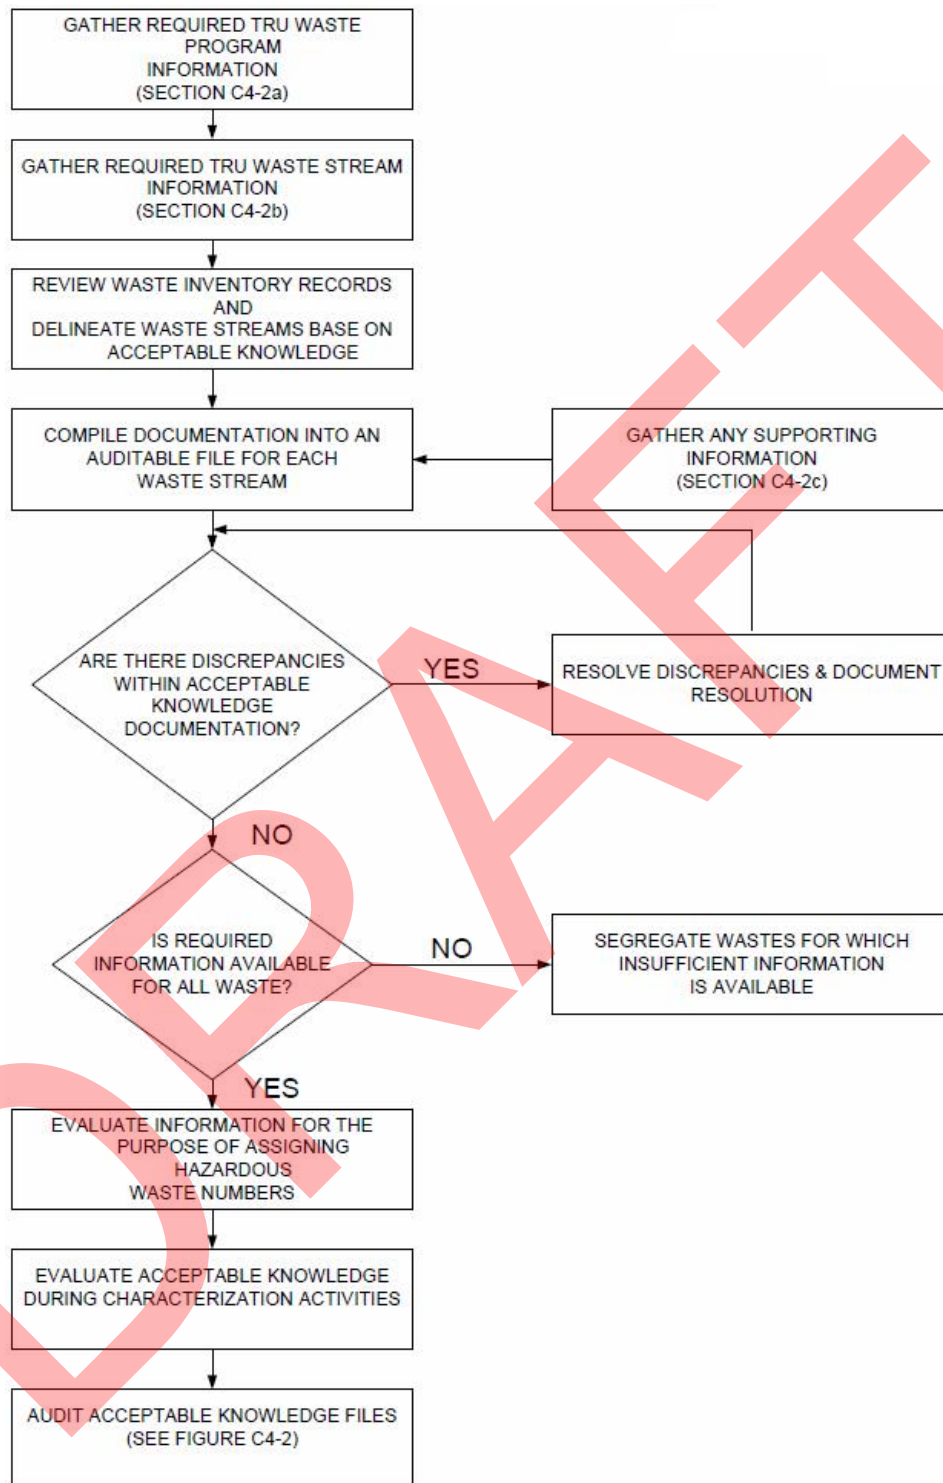 GATHER REQUIRED TRU WASTE
PROGRAM
INFORMATION
(SECTION C4-2a)
GATHER REQUIRED TRU WASTE STREAM
INFORMATION
(SECTION C4-2b)
REVIEW WASTE INVENTORY RECORDS
AND
DELINEATE WASTE STREAMS BASE ON
ACCEPTABLE KNOWLEDGE
COMPILE DOCUMENTATION INTO AN
AUDITABLE FILE FOR EACH
WASTE STREAM
GATHER ANY SUPPORTING
INFORMATION
(SECTION C4-2c)
ARE THERE DISCREPANCIES
WITHIN ACCEPTABLE
KNOWLEDGE
DOCUMENTATION?
YES
RESOLVE DISCREPANCIES & DOCUMENT
RESOLUTION
NO
IS REQUIRED
INFORMATION AVAILABLE
FOR ALL WASTE?
NO
SEGREGATE WASTES FOR WHICH
INSUFFICIENT INFORMATION
IS AVAILABLE
YES
EVALUATE INFORMATION FOR THE
PURPOSE OF ASSIGNING
HAZARDOUS
WASTE NUMBERS
EVALUATE ACCEPTABLE KNOWLEDGE
DURING CHARACTERIZATION ACTIVITIES
AUDIT ACCEPTABLE KNOWLEDGE FILES
(SEE FIGURE C4-2)
DRAFT